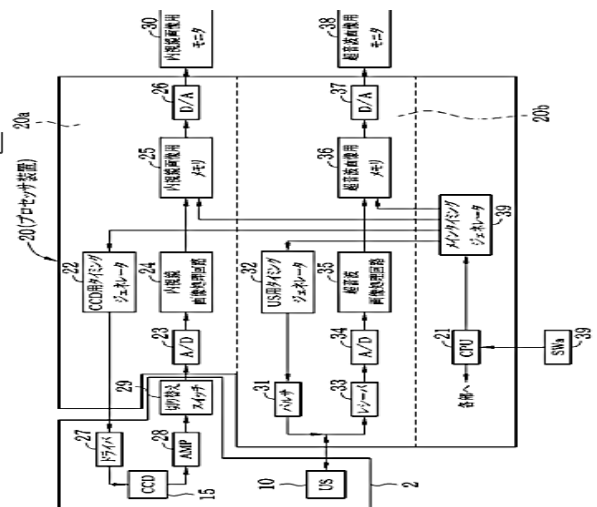 20(プロセッサ装置)
20a
27
ドライバ
22
CCD用タイミング
ジェネレータ
CCD
15
28
AMP
29
切り替え
スイッチ
23
A/D
24
内視鏡
画像処理回路
25
内視鏡画像用
メモリ
26
D/A
30
内視鏡画像用
モニタ
2
10
US
31
パルサ
32
US用タイミング
ジェネレータ
33
レシーバ
34
A/D
35
超音波
画像処理回路
36
超音波画像用
メモリ
37
D/A
38
超音波画像用
モニタ
20b
各部へ
21
CPU
メインタイミング
ジェネレータ
39
SWa
39